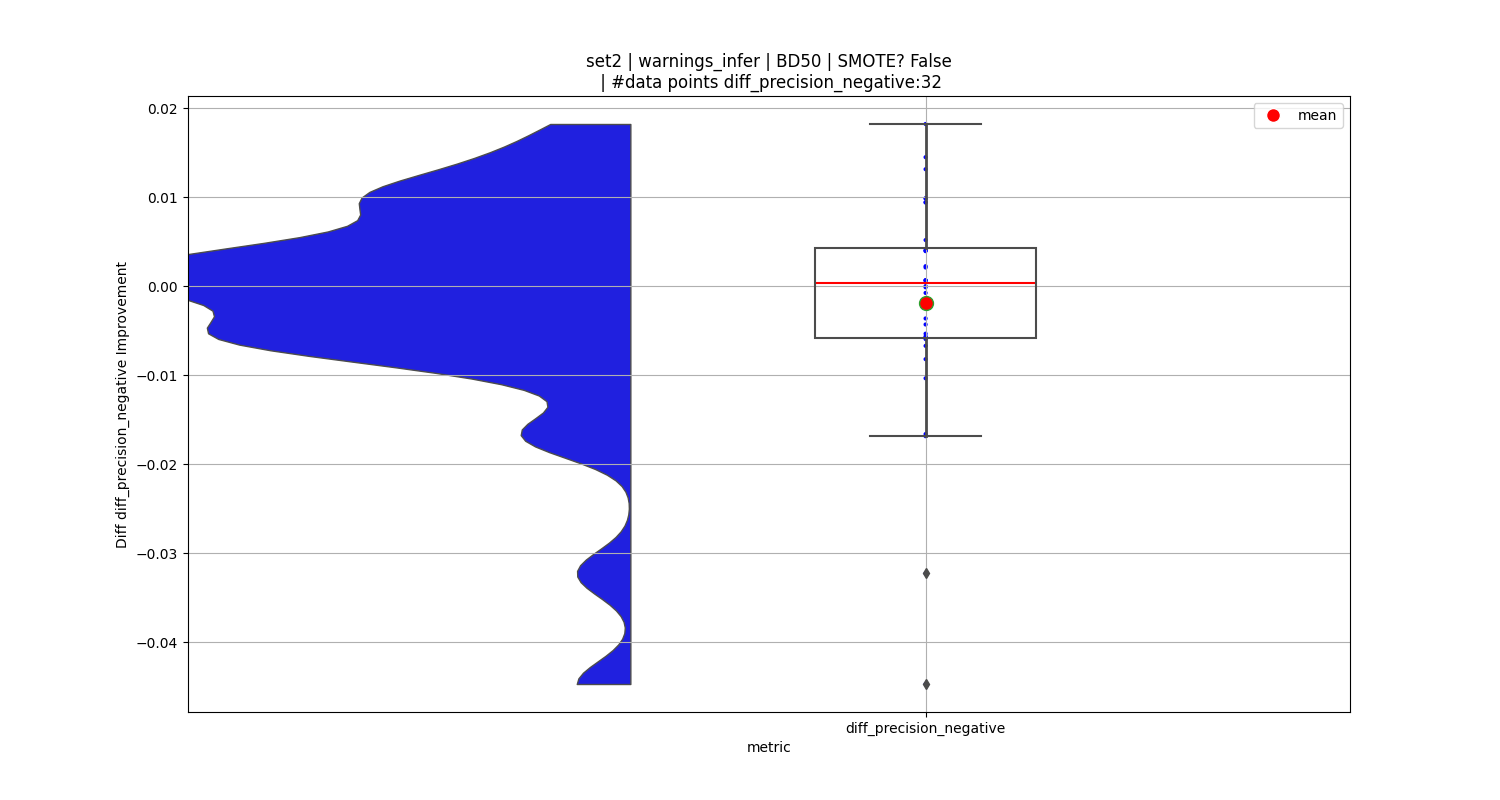 set2 | warnings_infer | BD50 | SMOTE? False
| #data points diff_precision_negative:32
mean
0.02
0.01
0.00
−0.01
−0.02
−0.03
−0.04
Diff diff_precision_negative Improvement
diff_precision_negative
metric